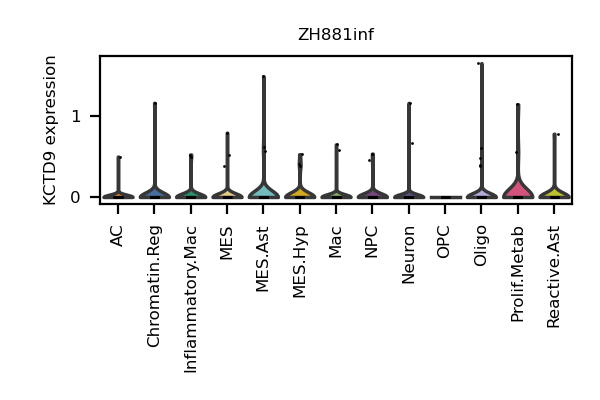 ZH881inf
KCTD9 expression
1
0
AC
Chromatin.Reg
Inflammatory.Mac
MES
MES.Ast
MES.Hyp
Mac
NPC
Neuron
OPC
Oligo
Prolif.Metab
Reactive.Ast